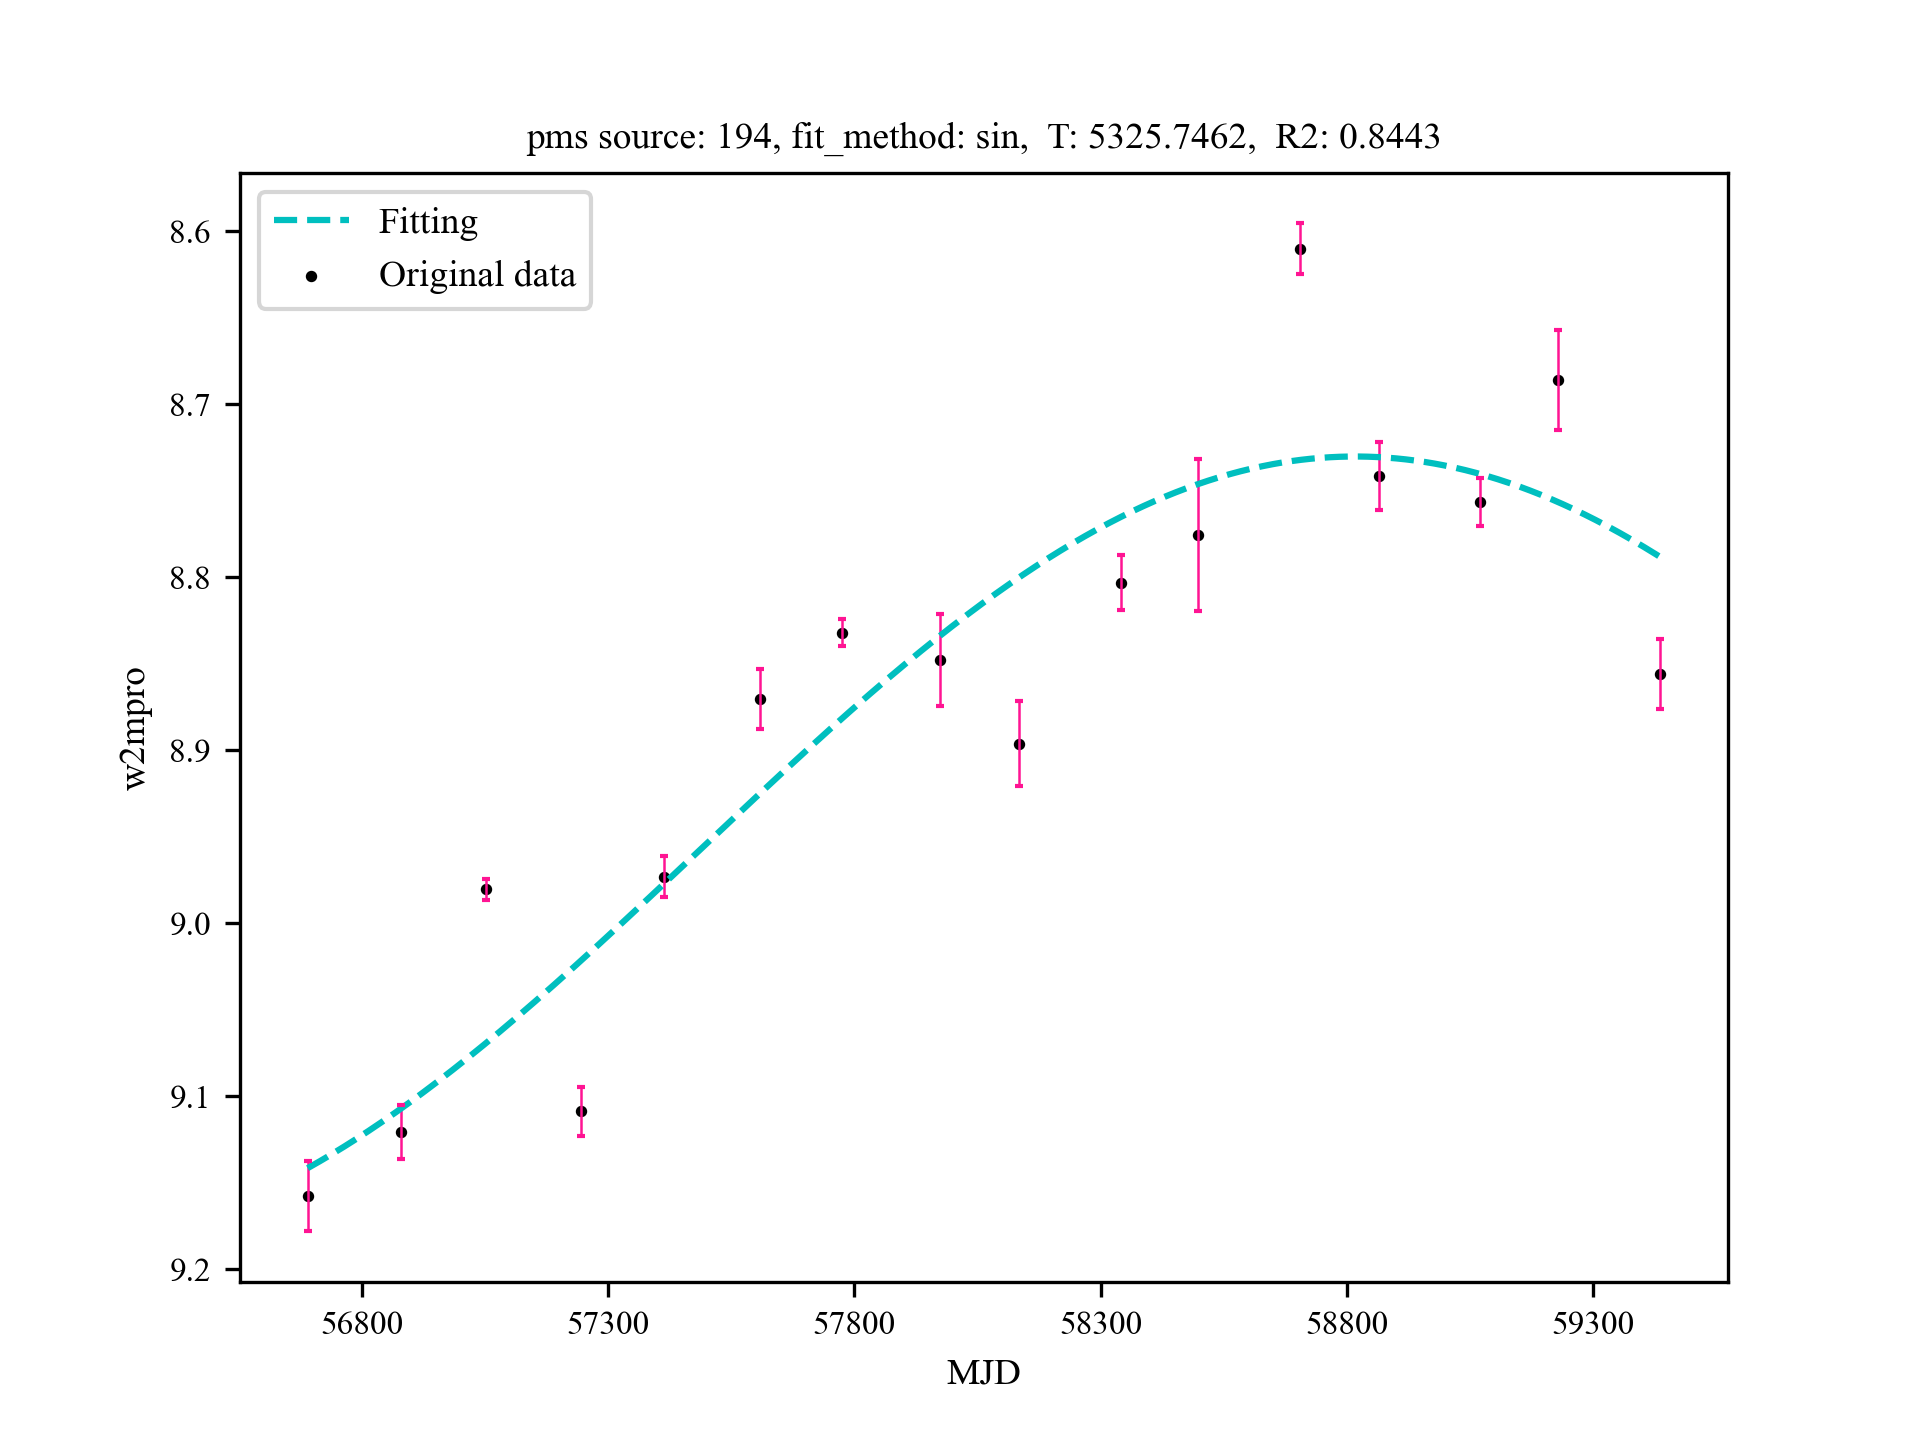 pms source: 194, fit_method: sin,  T: 5325.7462,  R2: 0.8443
Fitting
Original data
8.6
8.7
8.8
8.9
9.0
9.1
9.2
w2mpro
56800 57300 57800 58300 58800 59300
MJD